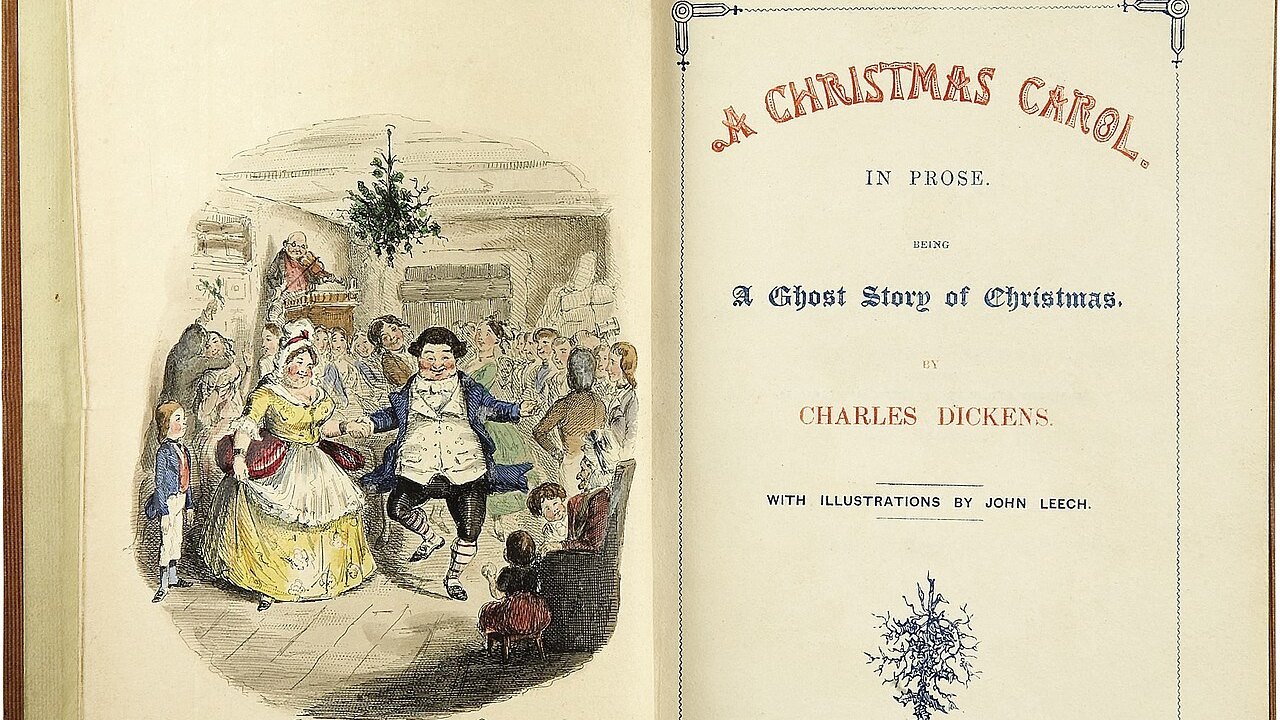 A CHRISTMAS CAROL.
IN PROSE.
BEING
A Ghost Story of Christmas.
BY
CHARLES DICKENS.
WITH ILLUSTRATIONS BY JOHN LEECH.